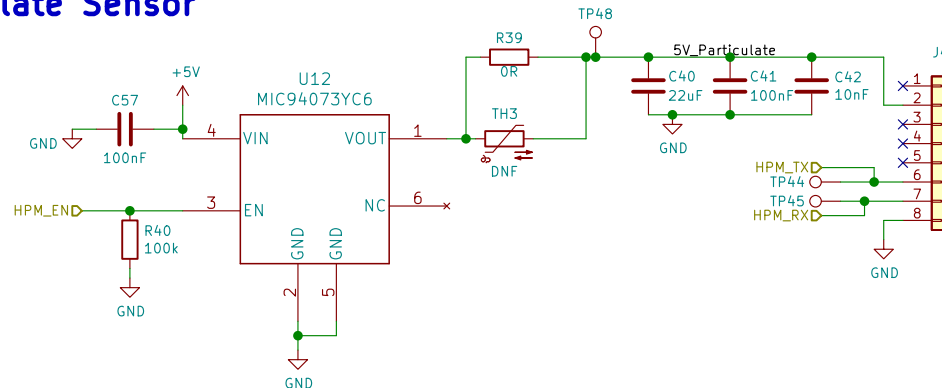 late Sensor
TP48
R39
0R
+5V
5V_Particulate
U12
MIC94073YC6
C57
100nF
GND
4
VIN
VOUT
1
TH3
DNF
C40
22uF
C41
100nF
C42
10nF
GND
HPM_EN
3
EN
NC
6
R40
100k
GND
GND
GND
2
5
GND
1
2
3
4
5
6
7
8
HPM_TX
TP44
TP45
HPM_RX
GND